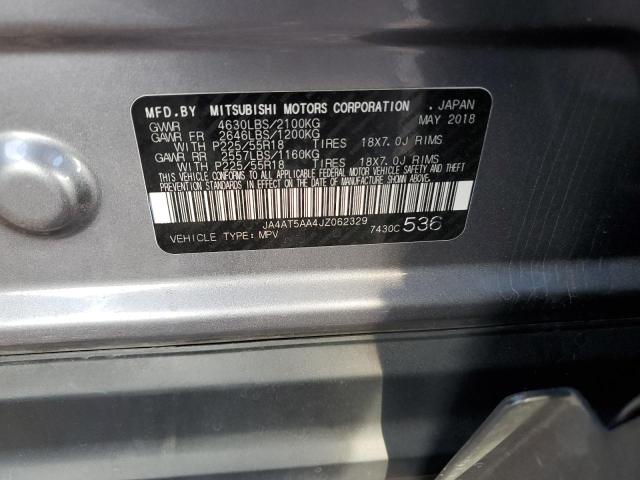 MFD.BY MITSUBISHI MOTORS CORPORATION . JAPAN
GVWR 4630LBS/2100KG MAY 2018
GAWR FR 2646LBS/1200KG
WITH P225/55R18 TIRES 18X7.0J RIMS
GAWR RR 2557LBS/1160KG
WITH P225/55R18 TIRES 18X7.0J RIMS
THIS VEHICLE CONFORMS TO ALL APPLICABLE FEDERAL MOTOR VEHICLE SAFETY, BUMPER, AND THEFT
PREVENTION STANDARDS IN EFFECT ON THE DATE OF MANUFACTURE SHOWN ABOVE.
JA4AT5AA4JZ062329
VEHICLE TYPE: MPV 7430C 536